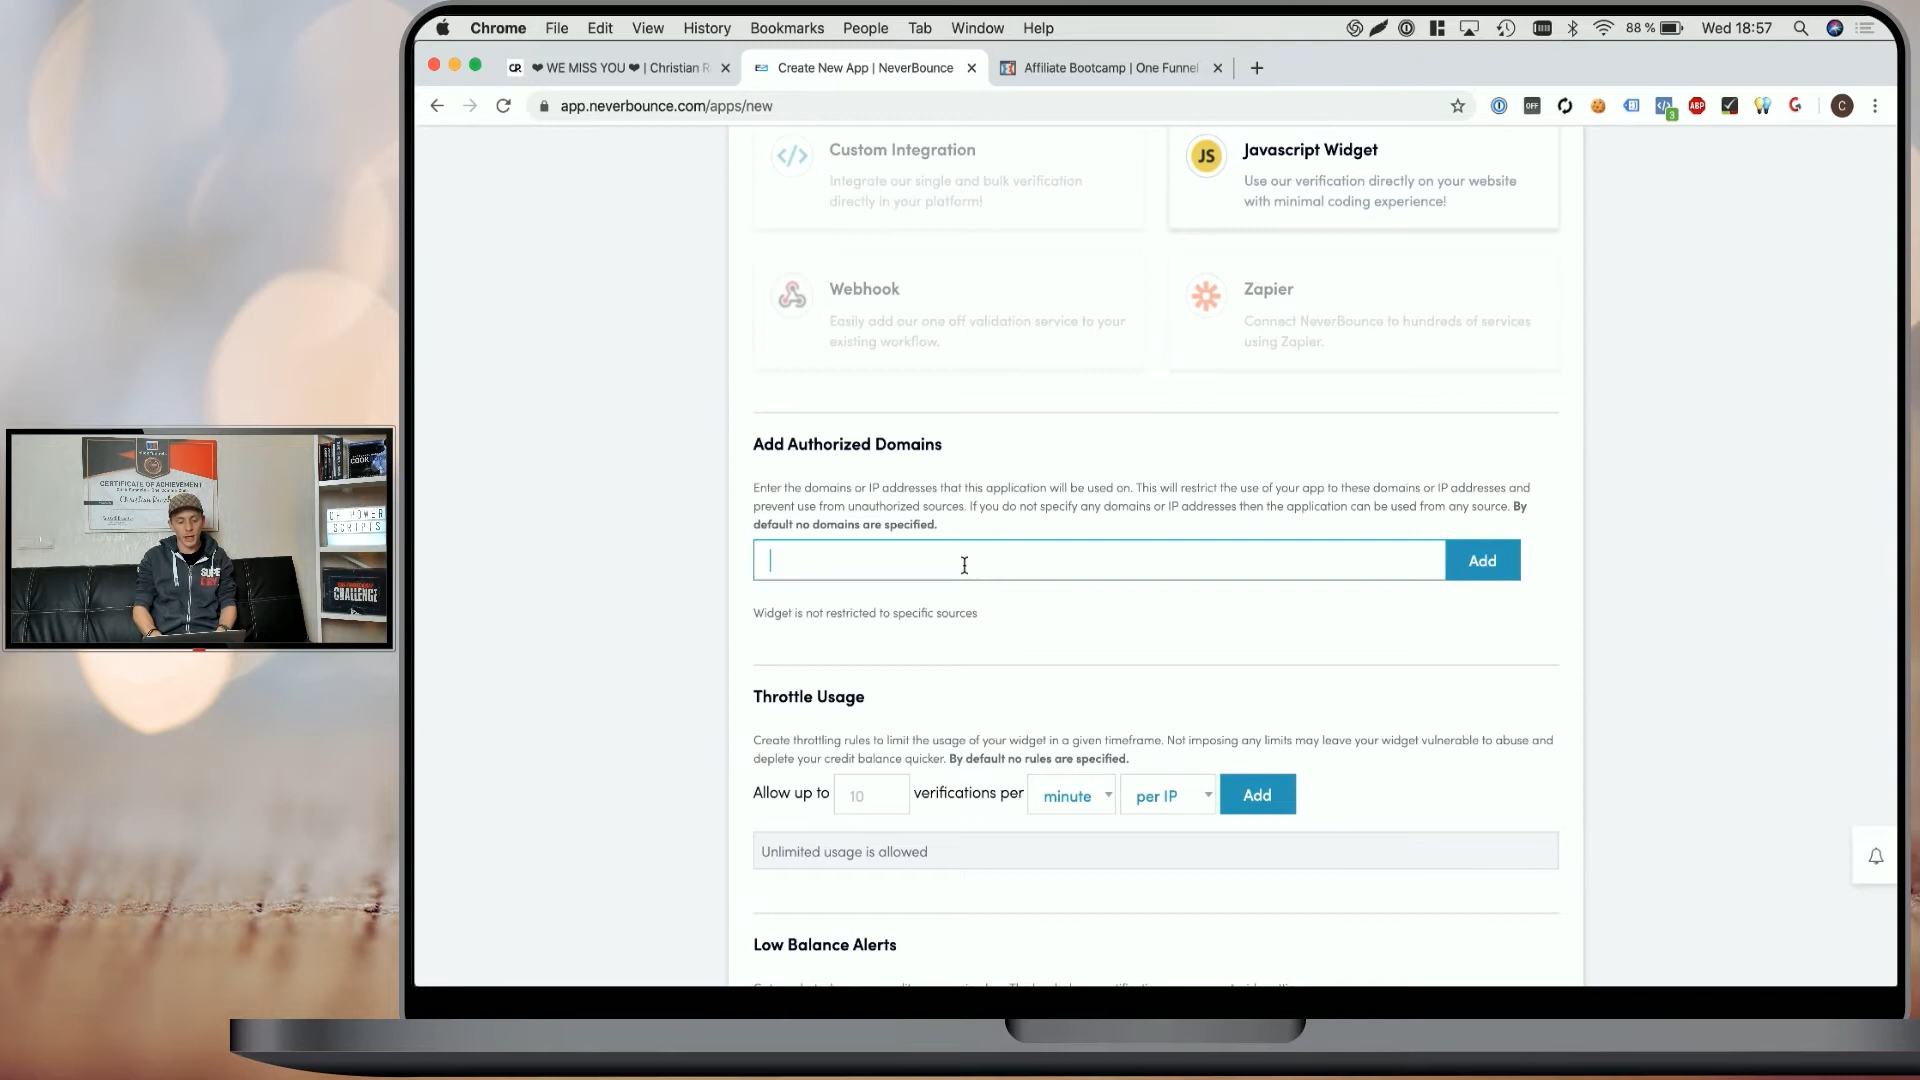 Chrome File Edit View History Bookmarks People Tab Window Help 88 % Wed 18:57
CR ❤ WE MISS YOU ❤ | Christian R
Create New App | NeverBounce
Affiliate Bootcamp | One Funnel
app.neverbounce.com/apps/new
OFF
3
ABP
C
Custom Integration
Integrate our single and bulk verification
directly in your platform!
JS
Javascript Widget
Use our verification directly on your website
with minimal coding experience!
Webhook
Easily add our one off validation service to your
existing workflow.
Zapier
Connect NeverBounce to hundreds of services
using Zapier.
Add Authorized Domains
Enter the domains or IP addresses that this application will be used on. This will restrict the use of your app to these domains or IP addresses and
prevent use from unauthorized sources. If you do not specify any domains or IP addresses then the application can be used from any source. By
default no domains are specified.
Add
Widget is not restricted to specific sources
Throttle Usage
Create throttling rules to limit the usage of your widget in a given timeframe. Not imposing any limits may leave your widget vulnerable to abuse and
deplete your credit balance quicker. By default no rules are specified.
Allow up to 10 verifications per minute per IP Add
Unlimited usage is allowed
Low Balance Alerts
CERTIFICATE OF ACHIEVEMENT
COOK
CF POWER
SCRIPTS
CHALLENGE